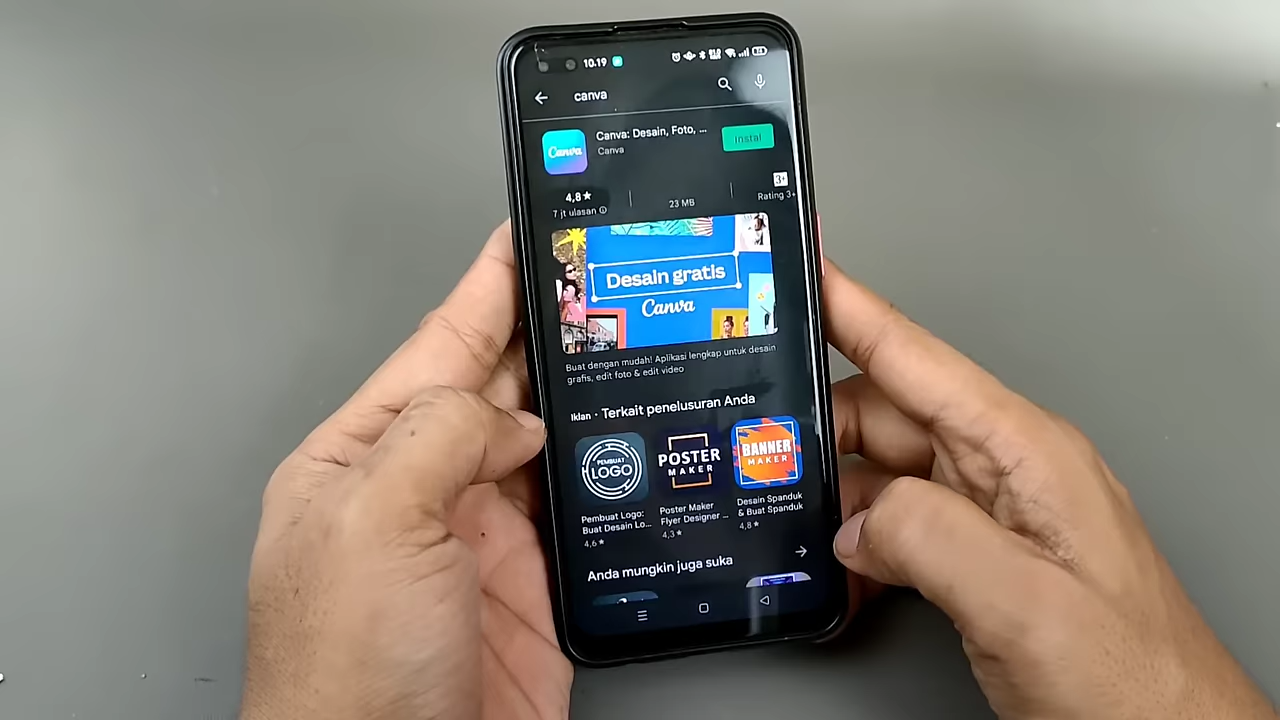 10.19
canva
Canva: Desain, Foto, ...
Canva
Instal
Canva
4,8★
7 jt ulasan
23 MB
3+
Rating 3+
Desain gratis
Canva
Buat dengan mudah! Aplikasi lengkap untuk desain
grafis, edit foto & edit video
Iklan · Terkait penelusuran Anda
PEMBUAT
LOGO
POSTER
MAKER
BANNER
MAKER
Pembuat Logo:
Buat Desain Lo...
4,6★
Poster Maker
Flyer Designer ...
4,3★
Desain Spanduk
& Buat Spanduk
4,8★
Anda mungkin juga suka